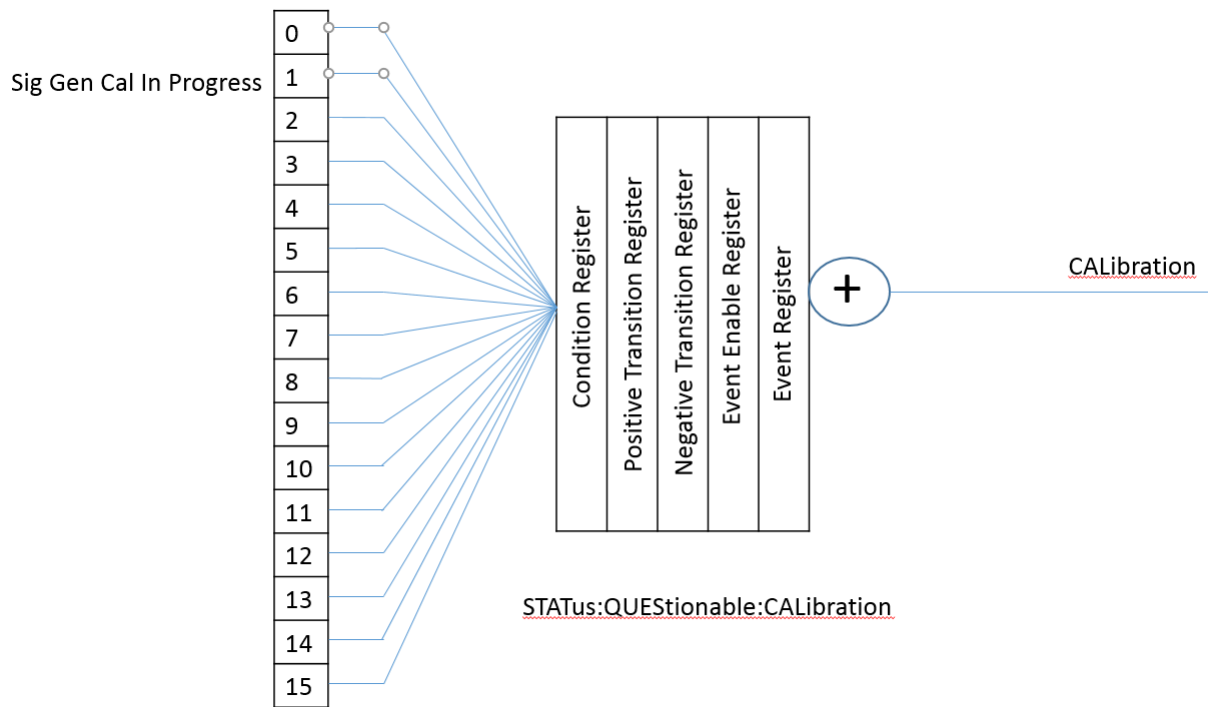 0
Sig Gen Cal In Progress
1
2
3
4
5
6
7
8
9
10
11
12
13
14
15
Condition Register
Positive Transition Register
Negative Transition Register
Event Enable Register
Event Register
+
CALibration
STATus:QUEStionable:CALibration